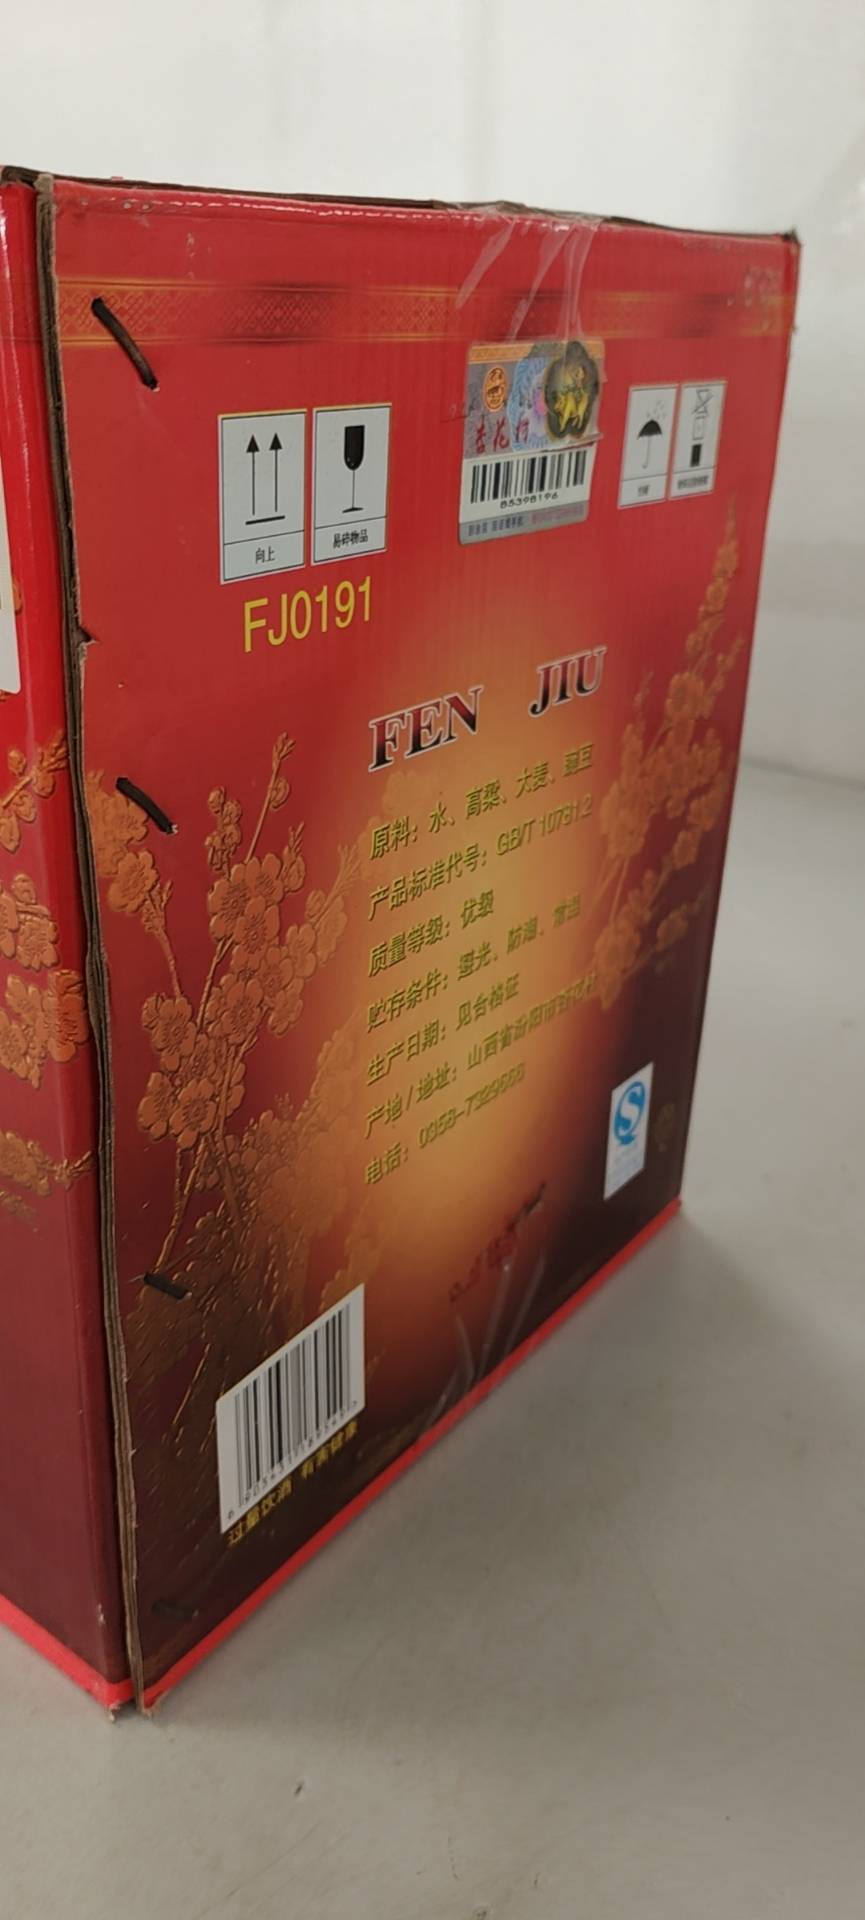 杏花村
85398196
向上
易碎物品
FJ0191
FEN JIU
原料：水、高粱、大麦、豌豆
产品标准代号：GB/T 10781.2
质量等级：优级
贮存条件：避光、防潮、常温
生产日期：见合格证
产地/地址：山西省汾阳市杏花村
电话：0358-7329666
过量饮酒 有害健康